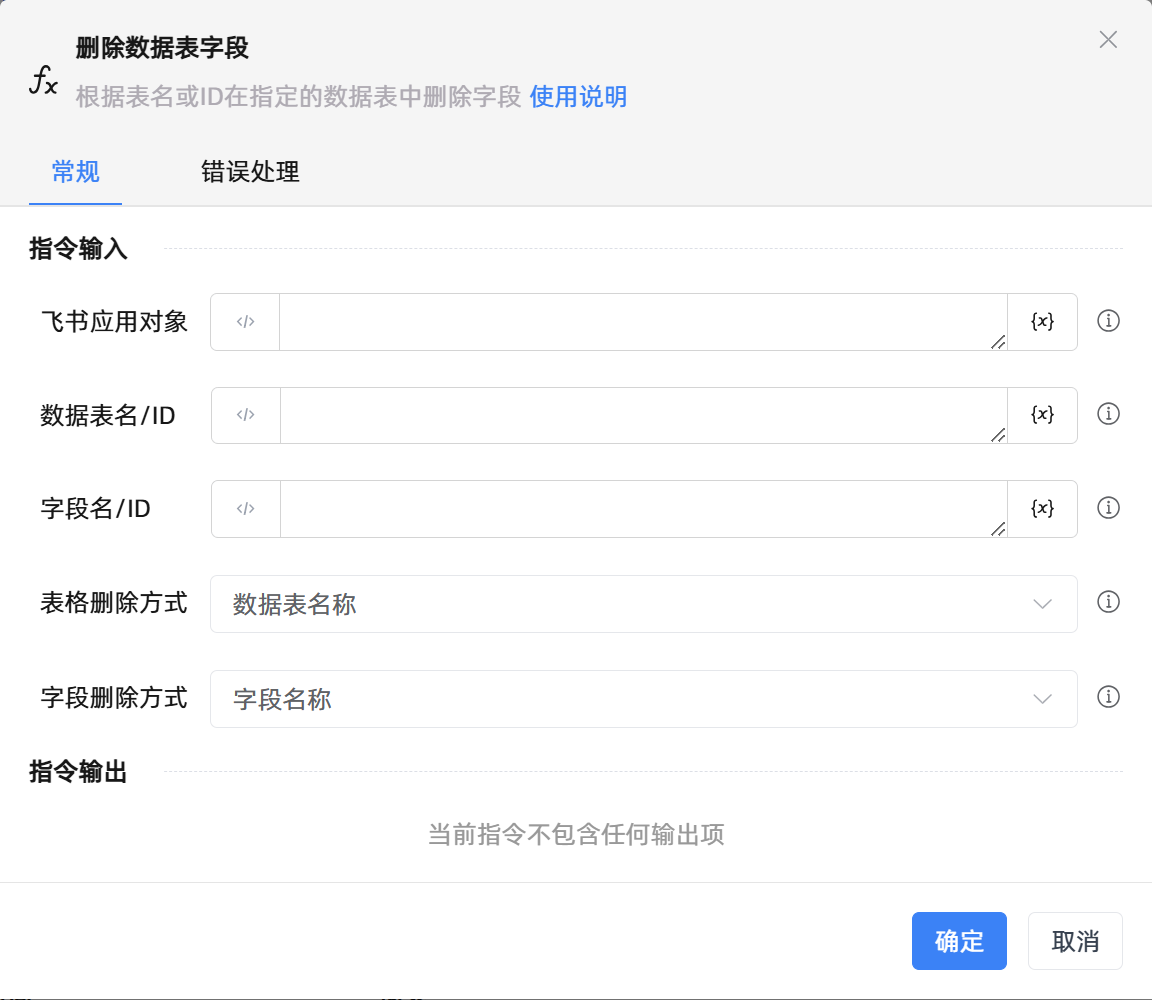 删除数据表字段
根据表名或ID在指定的数据表中删除字段 使用说明
常规 错误处理
指令输入
飞书应用对象 </> {x}
数据表名/ID </> {x}
字段名/ID </> {x}
表格删除方式 数据表名称
字段删除方式 字段名称
指令输出
当前指令不包含任何输出项
确定 取消